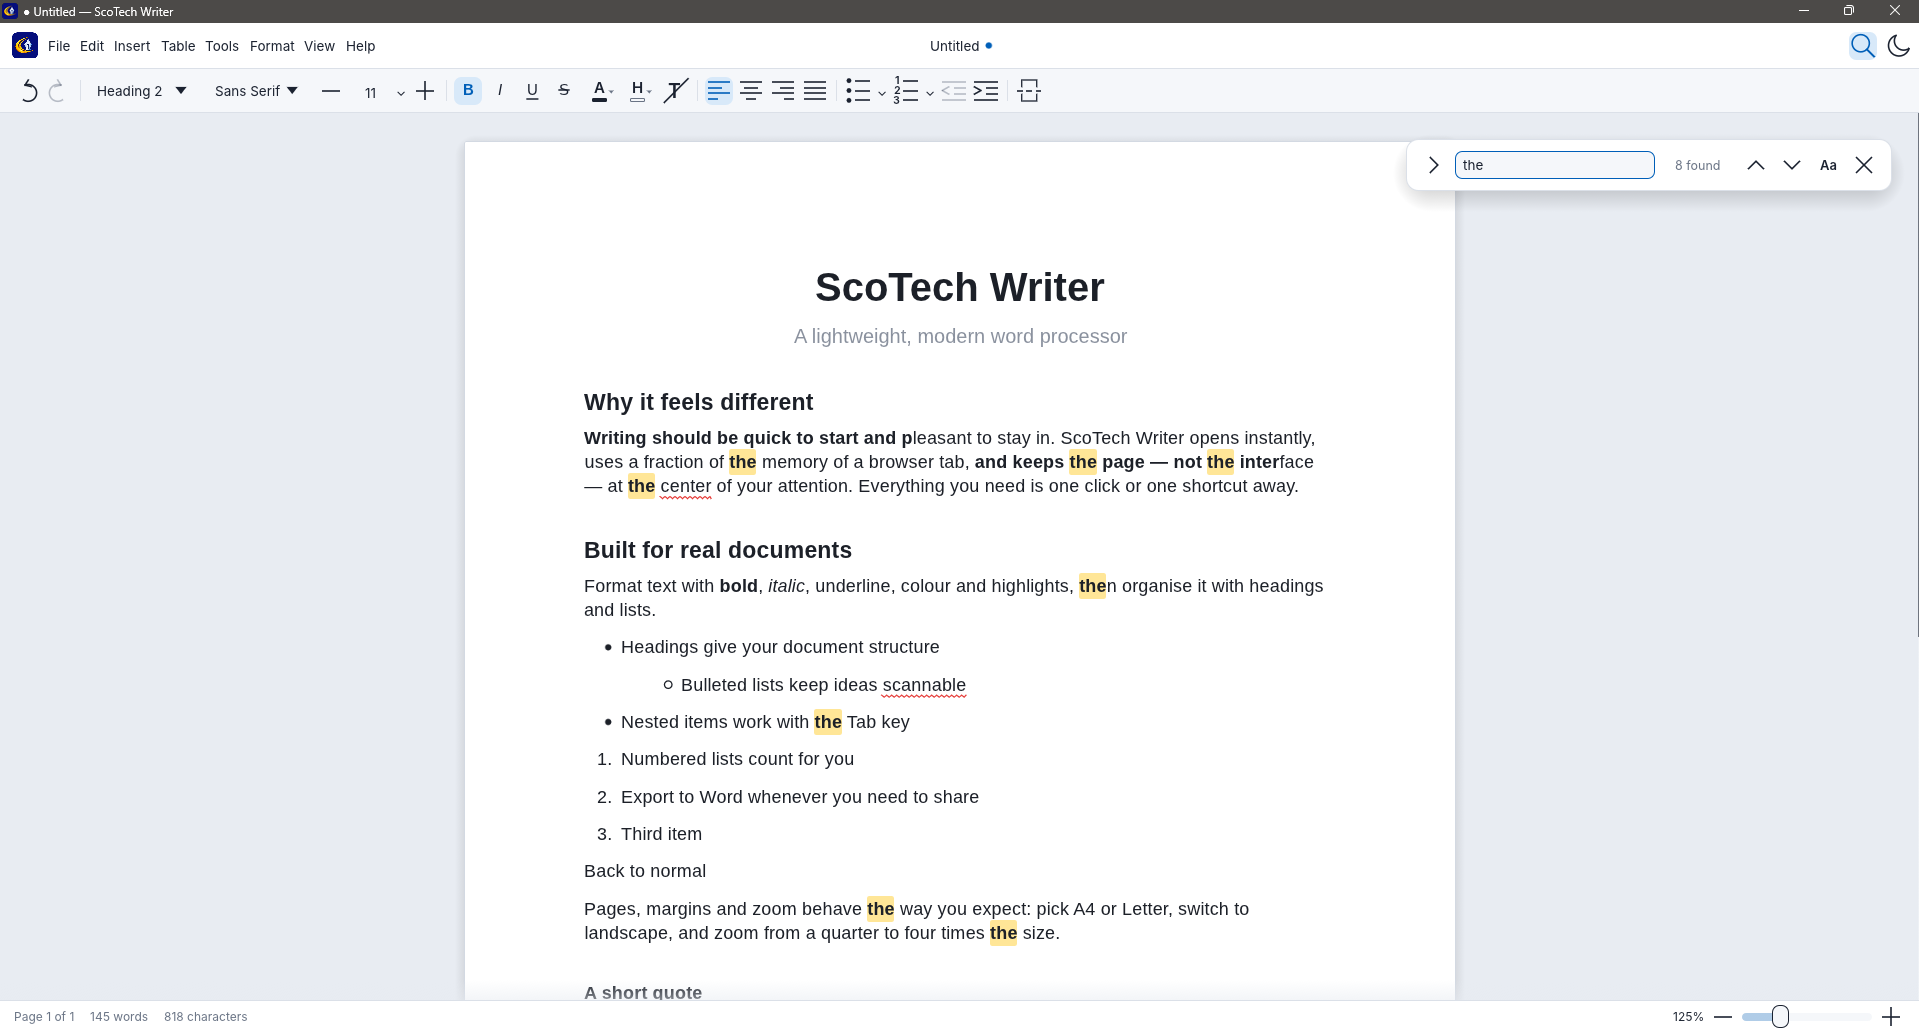 ● Untitled — ScoTech Writer
File Edit Insert Table Tools Format View Help
Untitled ●
Heading 2 Sans Serif 11 B I U S A H T 1 2 3
the 8 found Aa
ScoTech Writer
A lightweight, modern word processor
Why it feels different
Writing should be quick to start and pleasant to stay in. ScoTech Writer opens instantly,
uses a fraction of the memory of a browser tab, and keeps the page — not the interface
— at the center of your attention. Everything you need is one click or one shortcut away.
Built for real documents
Format text with bold, italic, underline, colour and highlights, then organise it with headings
and lists.
• Headings give your document structure
○ Bulleted lists keep ideas scannable
• Nested items work with the Tab key
1. Numbered lists count for you
2. Export to Word whenever you need to share
3. Third item
Back to normal
Pages, margins and zoom behave the way you expect: pick A4 or Letter, switch to
landscape, and zoom from a quarter to four times the size.
A short quote
Page 1 of 1 145 words 818 characters 125%